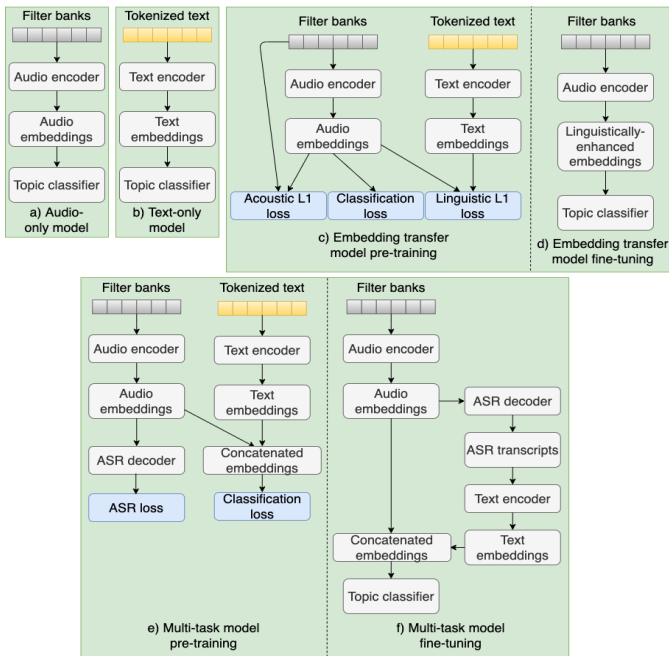 Filter banks
Audio encoder
Audio
embeddings
Topic classifier
a) Audio-
only model
Tokenized text
Text encoder
Text
embeddings
Topic classifier
b) Text-only
model
Filter banks
Tokenized text
Audio encoder
Text encoder
Audio
embeddings
Text
embeddings
Acoustic L1
loss
Classification
loss
Linguistic L1
loss
c) Embedding transfer
model pre-training
Filter banks
Audio encoder
Linguistically-
enhanced
embeddings
Topic classifier
d) Embedding transfer
model fine-tuning
Filter banks
Tokenized text
Audio encoder
Text encoder
Audio
embeddings
Text
embeddings
ASR decoder
Concatenated
embeddings
ASR loss
Classification
loss
e) Multi-task model
pre-training
Filter banks
Audio encoder
Audio
embeddings
ASR decoder
ASR transcripts
Text encoder
Text
embeddings
Concatenated
embeddings
Topic classifier
f) Multi-task model
fine-tuning